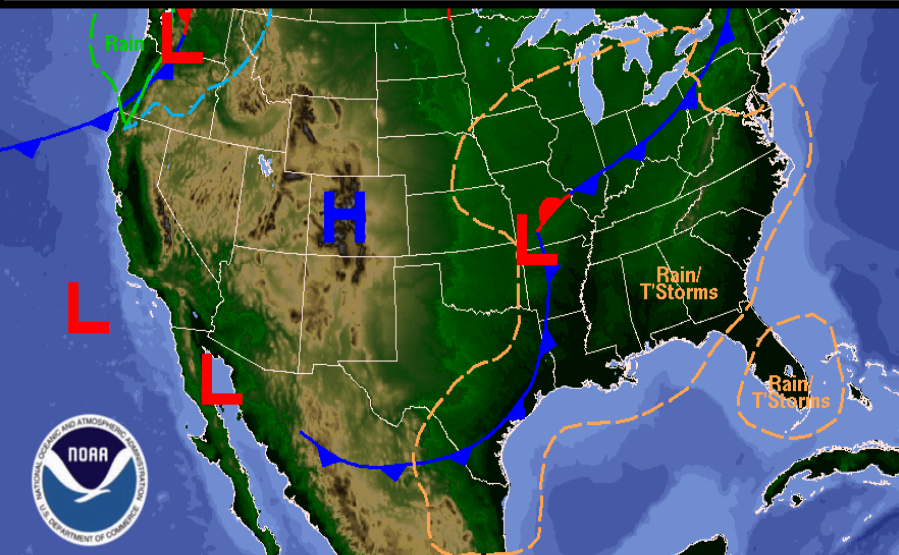 Rain
L
H
L
Rain/
T'Storms
L
L
Rain/
T'Storms
NATIONAL OCEANIC AND ATMOSPHERIC ADMINISTRATION
NOAA
U.S. DEPARTMENT OF COMMERCE